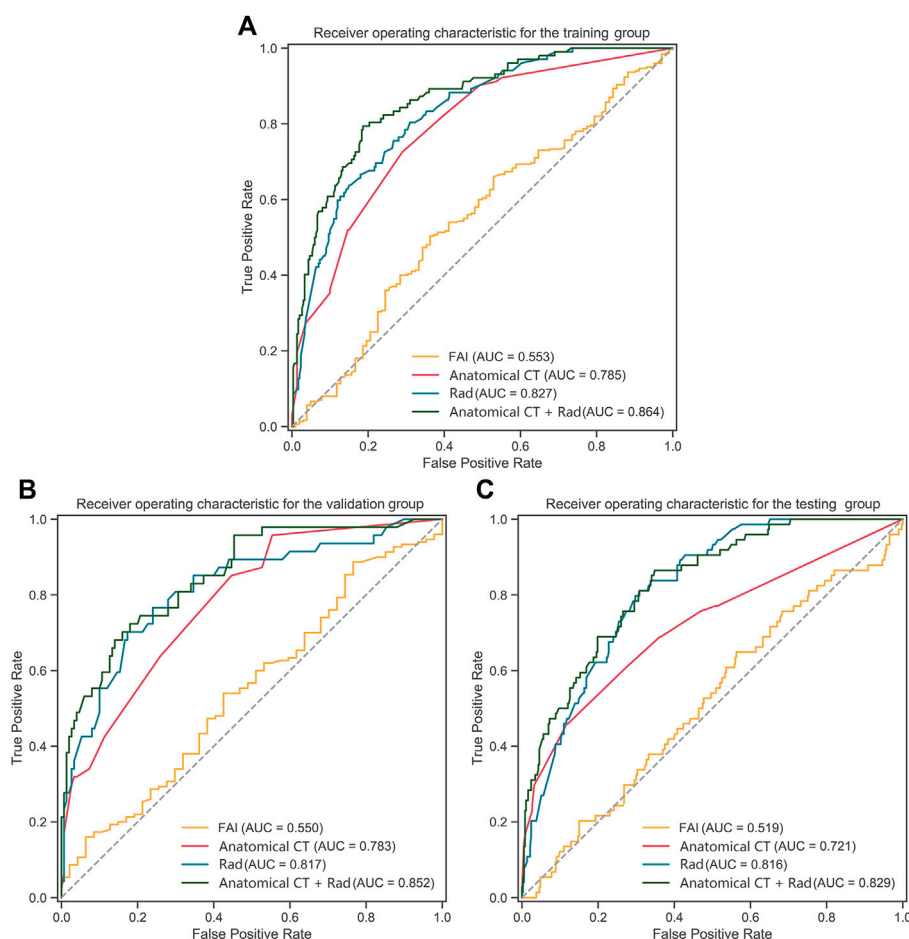 A
Receiver operating characteristic for the training group
True Positive Rate
1.0
0.8
0.6
0.4
0.2
0.0
FAI (AUC = 0.553)
Anatomical CT (AUC = 0.785)
Rad(AUC = 0.827)
Anatomical CT + Rad(AUC = 0.864)
0.0 0.2 0.4 0.6 0.8 1.0
False Positive Rate
B
Receiver operating characteristic for the validation group
True Positive Rate
1.0
0.8
0.6
0.4
0.2
0.0
FAI (AUC = 0.550)
Anatomical CT (AUC = 0.783)
Rad(AUC = 0.817)
Anatomical CT + Rad(AUC = 0.852)
0.0 0.2 0.4 0.6 0.8 1.0
False Positive Rate
C
Receiver operating characteristic for the testing group
True Positive Rate
1.0
0.8
0.6
0.4
0.2
0.0
FAI (AUC = 0.519)
Anatomical CT (AUC = 0.721)
Rad(AUC = 0.816)
Anatomical CT + Rad(AUC = 0.829)
0.0 0.2 0.4 0.6 0.8 1.0
False Positive Rate